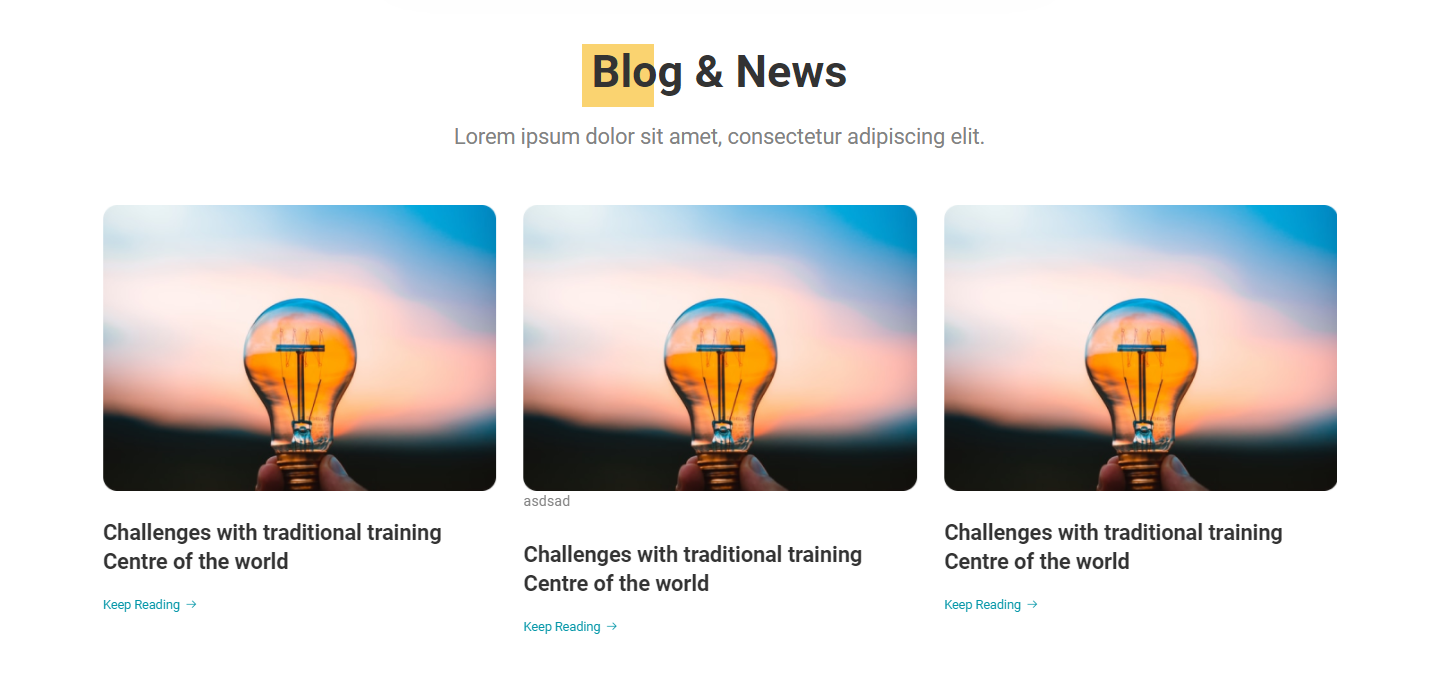 Blog & News
Lorem ipsum dolor sit amet, consectetur adipiscing elit.
Challenges with traditional training
Centre of the world
Keep Reading →
asdsad
Challenges with traditional training
Centre of the world
Keep Reading →
Challenges with traditional training
Centre of the world
Keep Reading →